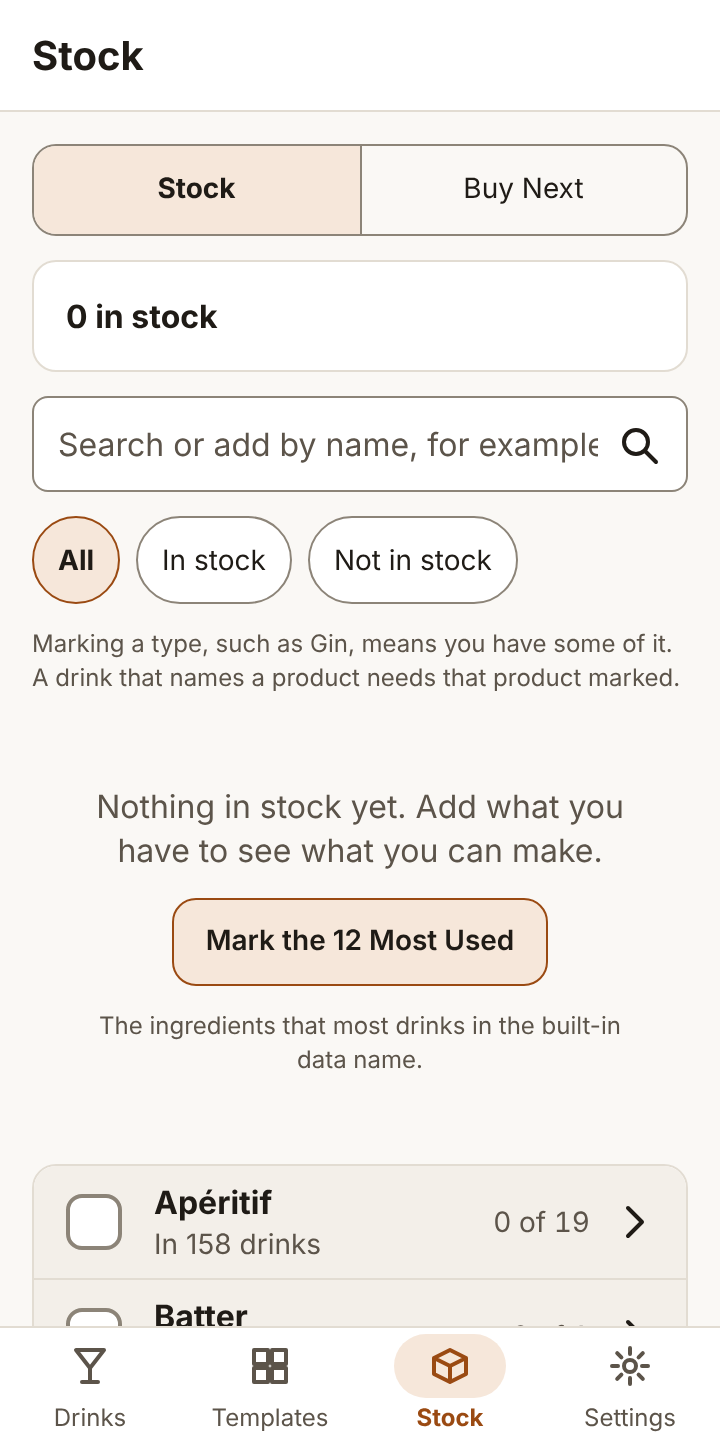 Stock
Stock
Buy Next
0 in stock
Search or add by name, for example
All
In stock
Not in stock
Marking a type, such as Gin, means you have some of it.
A drink that names a product needs that product marked.
Nothing in stock yet. Add what you
have to see what you can make.
Mark the 12 Most Used
The ingredients that most drinks in the built-in
data name.
Apéritif
0 of 19
In 158 drinks
Batter
Drinks
Templates
Stock
Settings